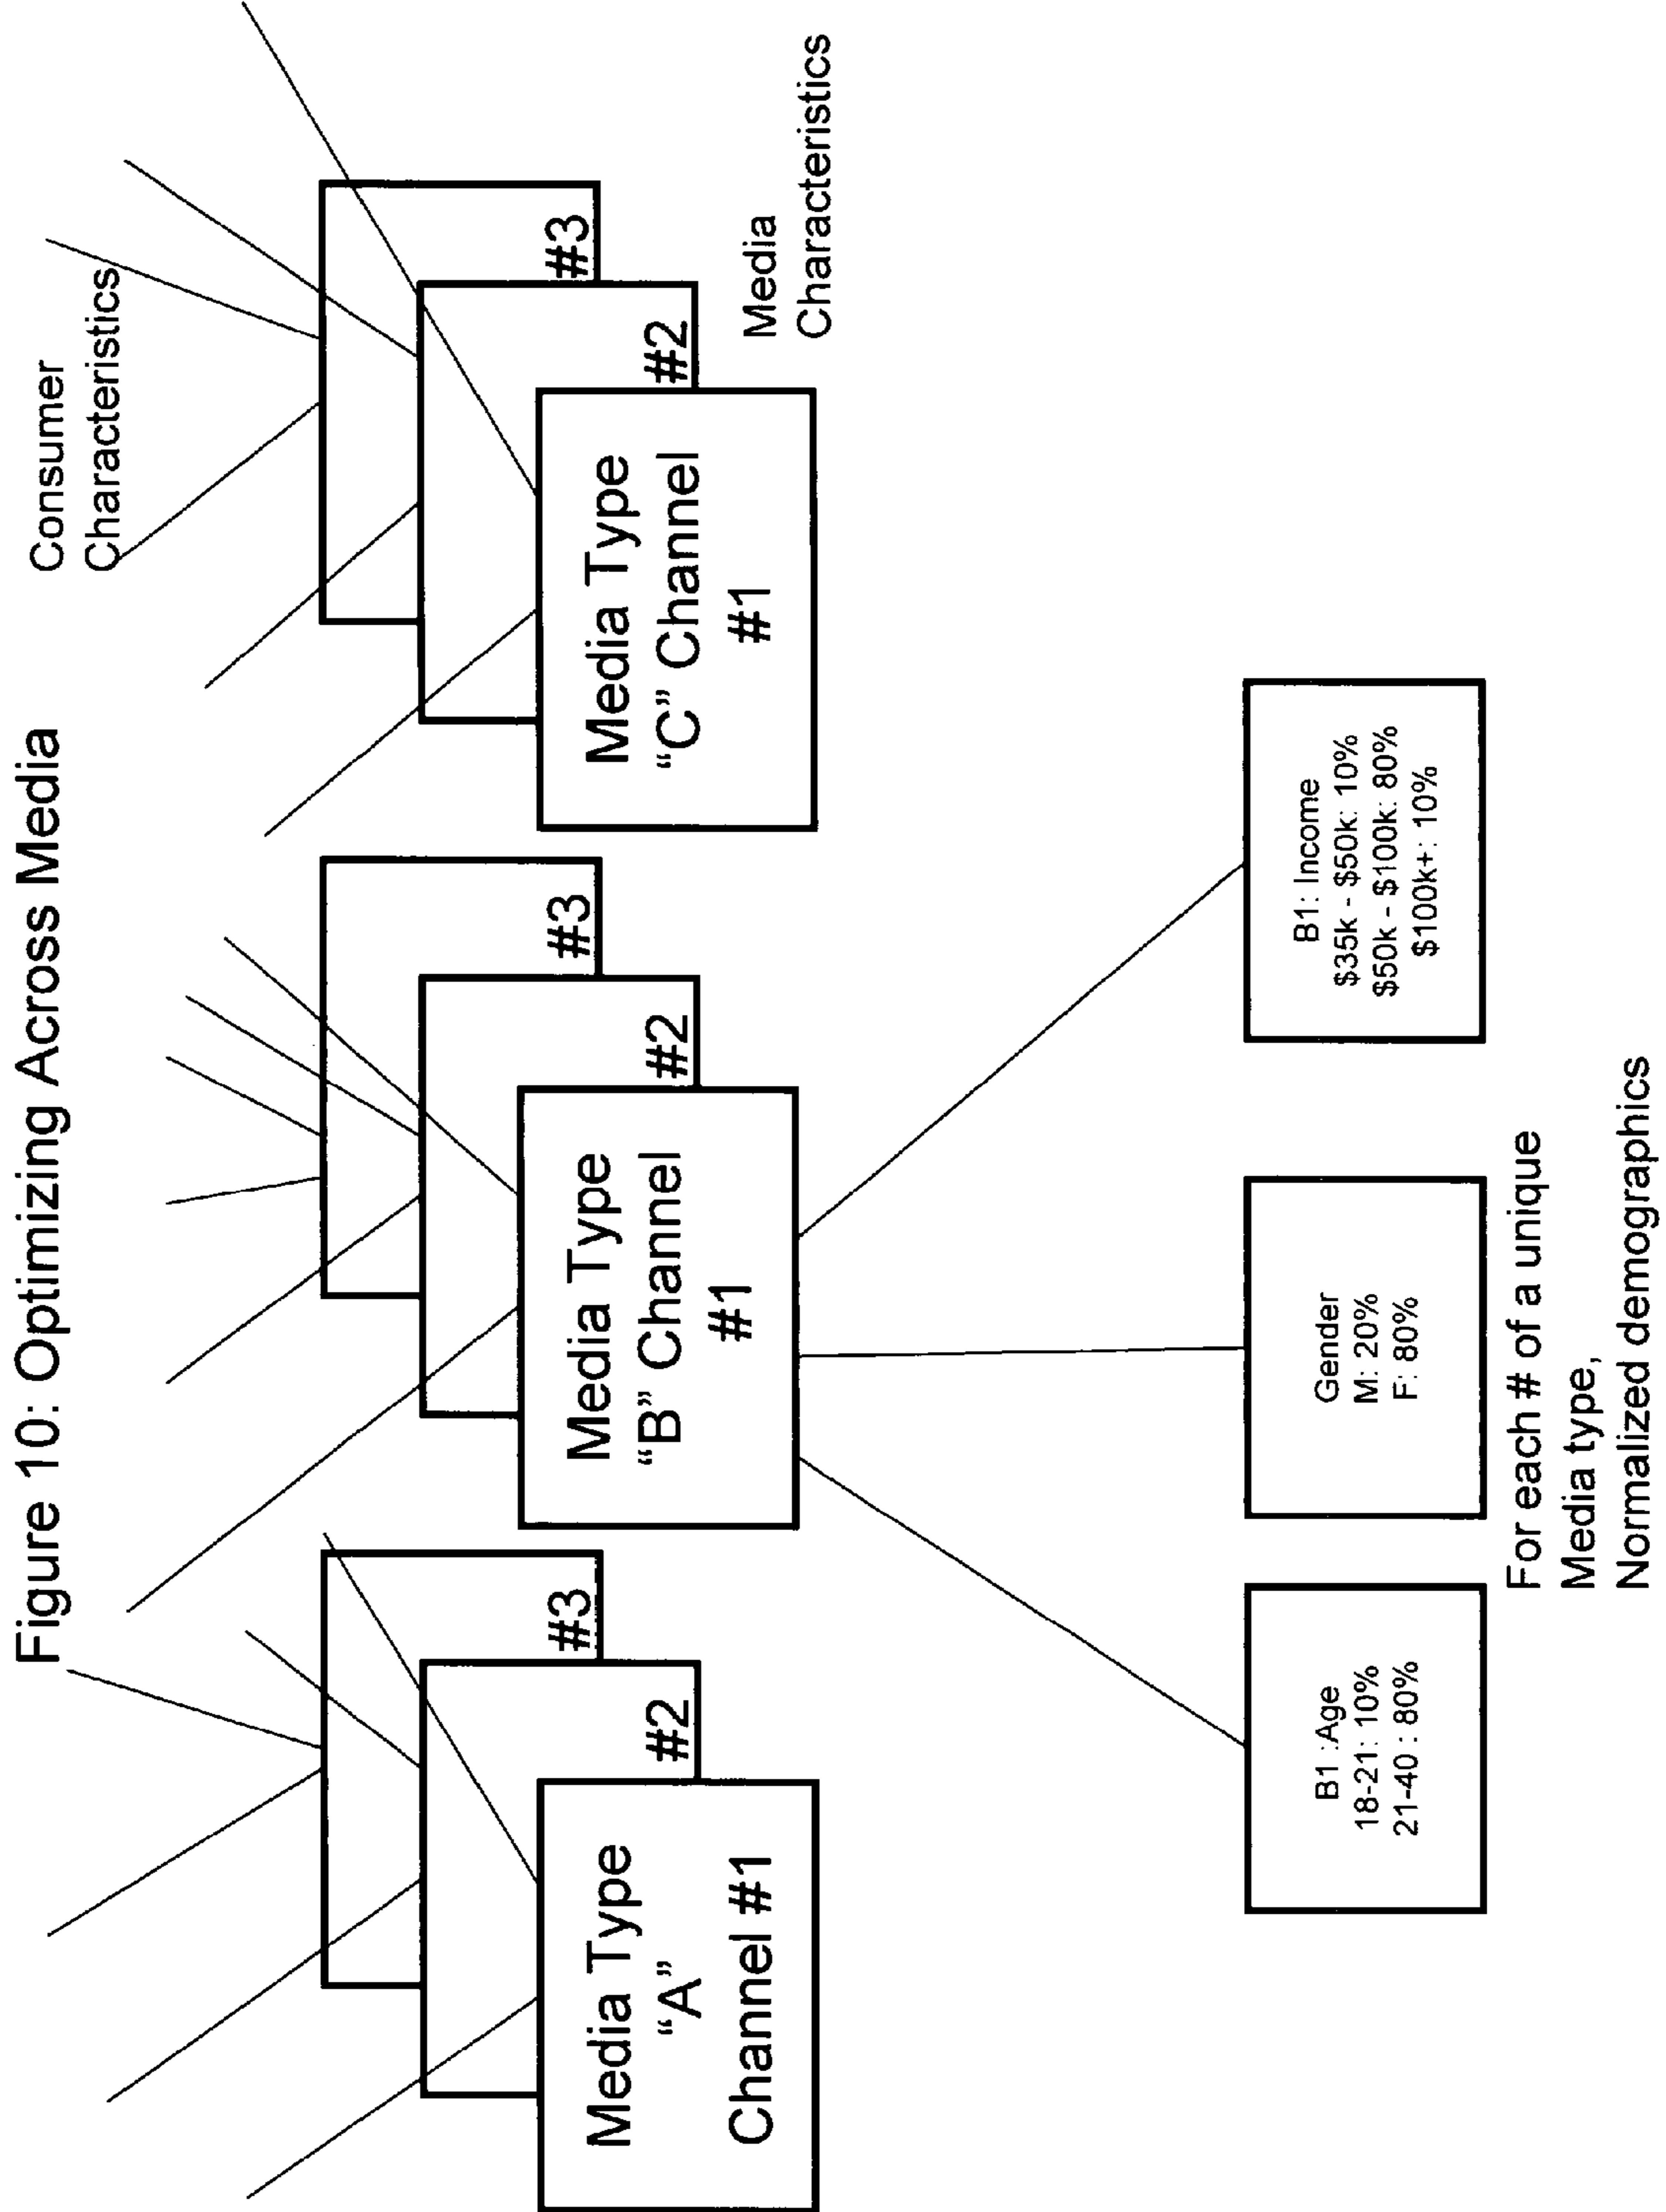 Figure 10: Optimizing Across Media
Consumer
Characteristics
#3
#2
Media Type
“A”
Channel #1
#3
#2
Media Type
“B” Channel
#1
#3
#2
Media Type
“C” Channel
#1
Media
Characteristics
B1 :Age
18-21: 10%
21-40 : 80%
Gender
M: 20%
F: 80%
B1: Income
$35k - $50k: 10%
$50k - $100k: 80%
$100k+: 10%
For each # of a unique
Media type,
Normalized demographics